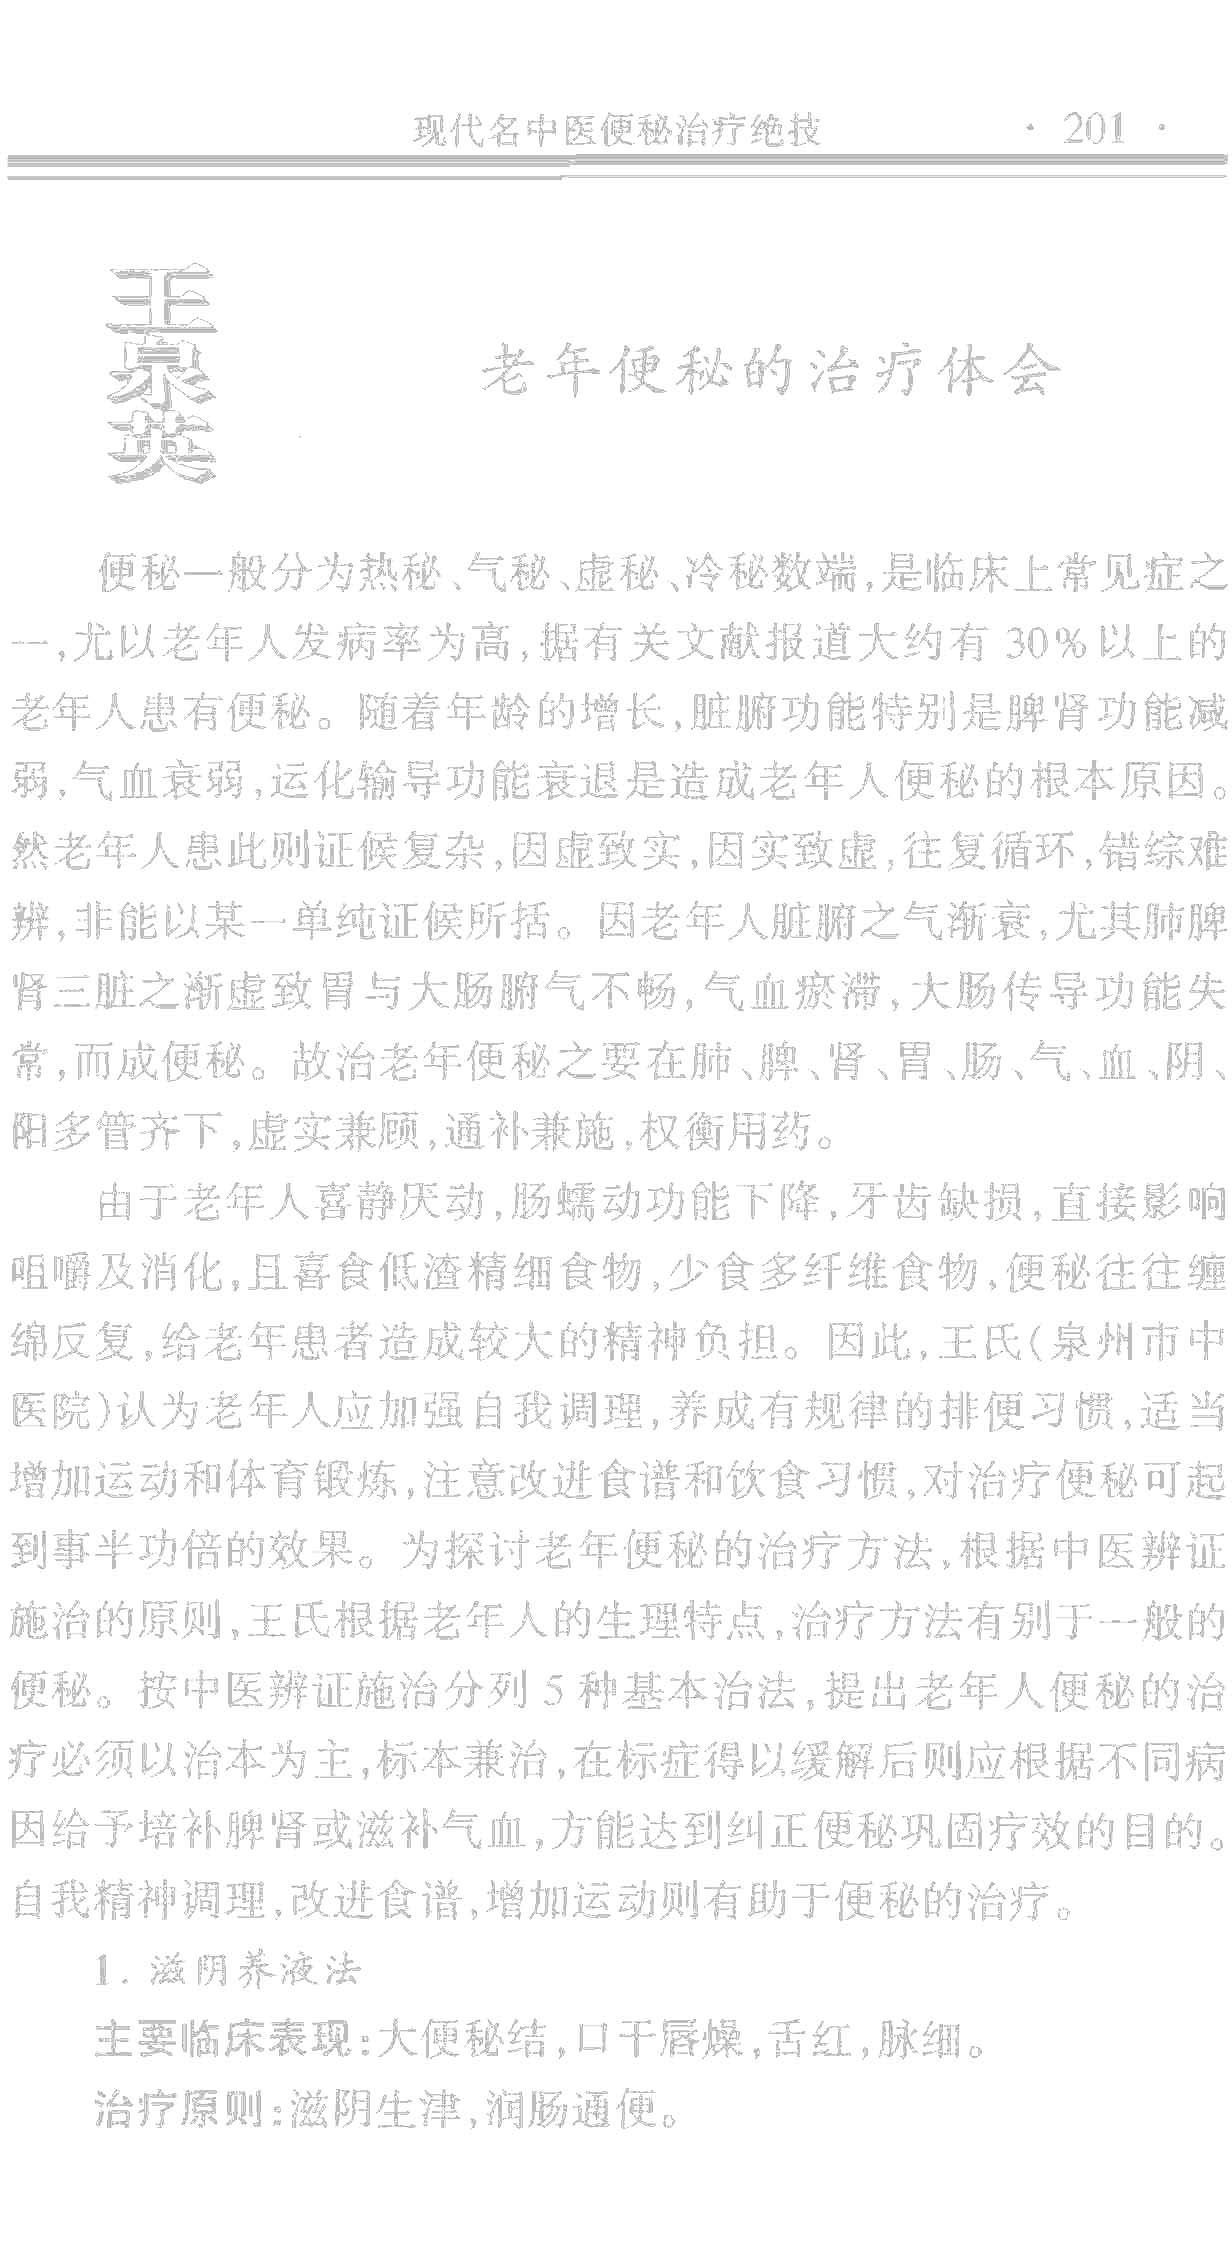 现代名中医便秘治疗绝技 · 201 ·
王泉英
老年便秘的治疗体会
便秘一般分为热秘、气秘、虚秘、冷秘数端,是临床上常见症之
一,尤以老年人发病率为高,据有关文献报道大约有 30%以上的
老年人患有便秘。随着年龄的增长,脏腑功能特别是脾肾功能减
弱,气血衰弱,运化输导功能衰退是造成老年人便秘的根本原因。
然老年人患此则证候复杂,因虚致实,因实致虚,往复循环,错综难
辨,非能以某一单纯证侯所括。因老年人脏腑之气渐衰,尤其肺脾
肾三脏之渐虚致胃与大肠腑气不畅,气血瘀滞,大肠传导功能失
常,而成便秘。故治老年便秘之要在肺、脾、肾、胃、肠、气、血、阴、
阳多管齐下,虚实兼顾,通补兼施,权衡用药。
由于老年人喜静厌动,肠蠕动功能下降,牙齿缺损,直接影响
咀嚼及消化,且喜食低渣精细食物,少食多纤维食物,便秘往往缠
绵反复,给老年患者造成较大的精神负担。因此,王氏(泉州市中
医院)认为老年人应加强自我调理,养成有规律的排便习惯,适当
增加运动和体育锻炼,注意改进食谱和饮食习惯,对治疗便秘可起
到事半功倍的效果。为探讨老年便秘的治疗方法,根据中医辨证
施治的原则,王氏根据老年人的生理特点,治疗方法有别于一般的
便秘。按中医辨证施治分列 5 种基本治法,提出老年人便秘的治
疗必须以治本为主,标本兼治,在标症得以缓解后则应根据不同病
因给予培补脾肾或滋补气血,方能达到纠正便秘巩固疗效的目的。
自我精神调理,改进食谱,增加运动则有助于便秘的治疗。
1. 滋阴养液法
主要临床表现:大便秘结,口干唇燥,舌红,脉细。
治疗原则:滋阴生津,润肠通便。